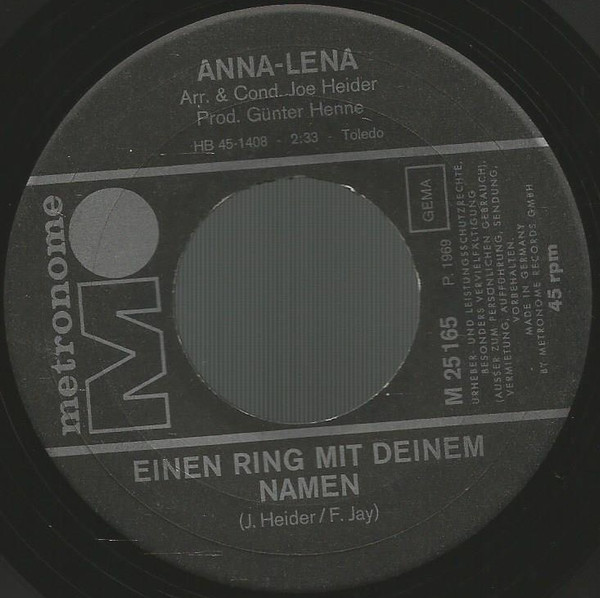 ANNA-LENA
Arr. & Cond. Joe Heider
Prod. Günter Henne
HB 45-1408 - 2:33 - Toledo
metronome
M
GEMA
M 25 165
P. 1969
URHEBER- UND LEISTUNGSSCHUTZRECHTE,
BESONDERS VERVIELFÄLTIGUNG
(AUSSER ZUM PERSÖNLICHEN GEBRAUCH),
VERMIETUNG, AUFFÜHRUNG, SENDUNG,
VORBEHALTEN.
MADE IN GERMANY
BY METRONOME RECORDS GMBH
45 rpm
EINEN RING MIT DEINEM
NAMEN
(J. Heider / F. Jay)